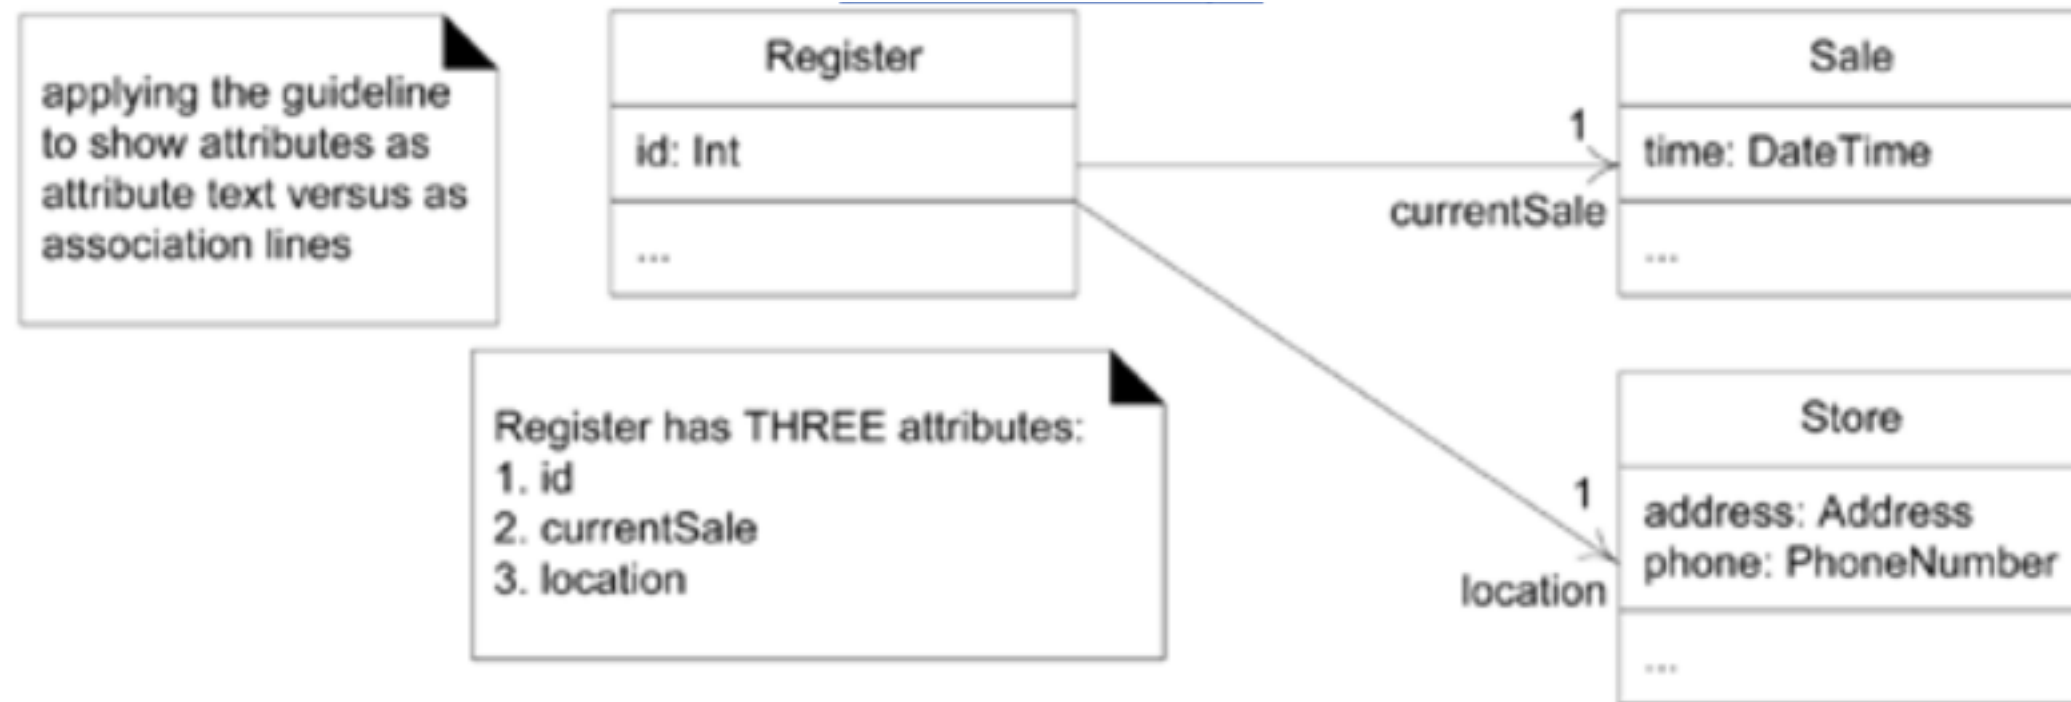 applying the guideline
to show attributes as
attribute text versus as
association lines
Register
id: Int
...
1
currentSale
Sale
time: DateTime
...
Register has THREE attributes:
1. id
2. currentSale
3. location
1
location
Store
address: Address
phone: PhoneNumber
...